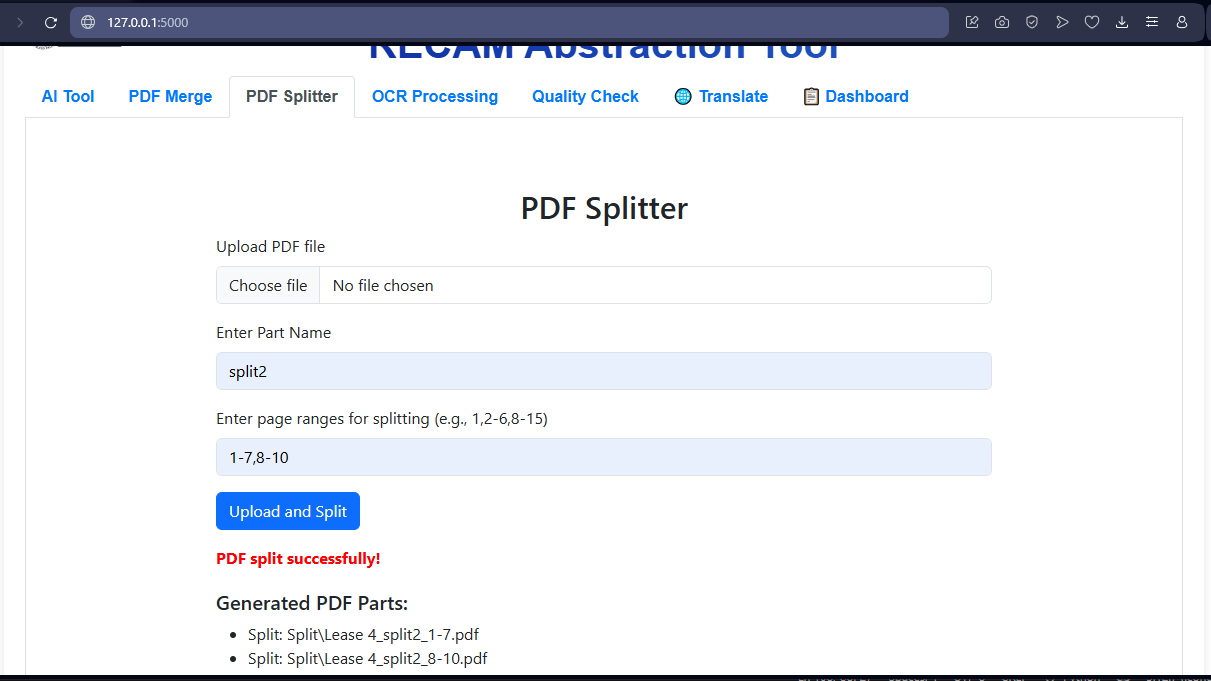 127.0.0.1:5000
RECAM Abstraction Tool
AI Tool PDF Merge PDF Splitter OCR Processing Quality Check Translate Dashboard
PDF Splitter
Upload PDF file
Choose file No file chosen
Enter Part Name
split2
Enter page ranges for splitting (e.g., 1,2-6,8-15)
1-7,8-10
Upload and Split
PDF split successfully!
Generated PDF Parts:
Split: Split\Lease 4_split2_1-7.pdf
Split: Split\Lease 4_split2_8-10.pdf